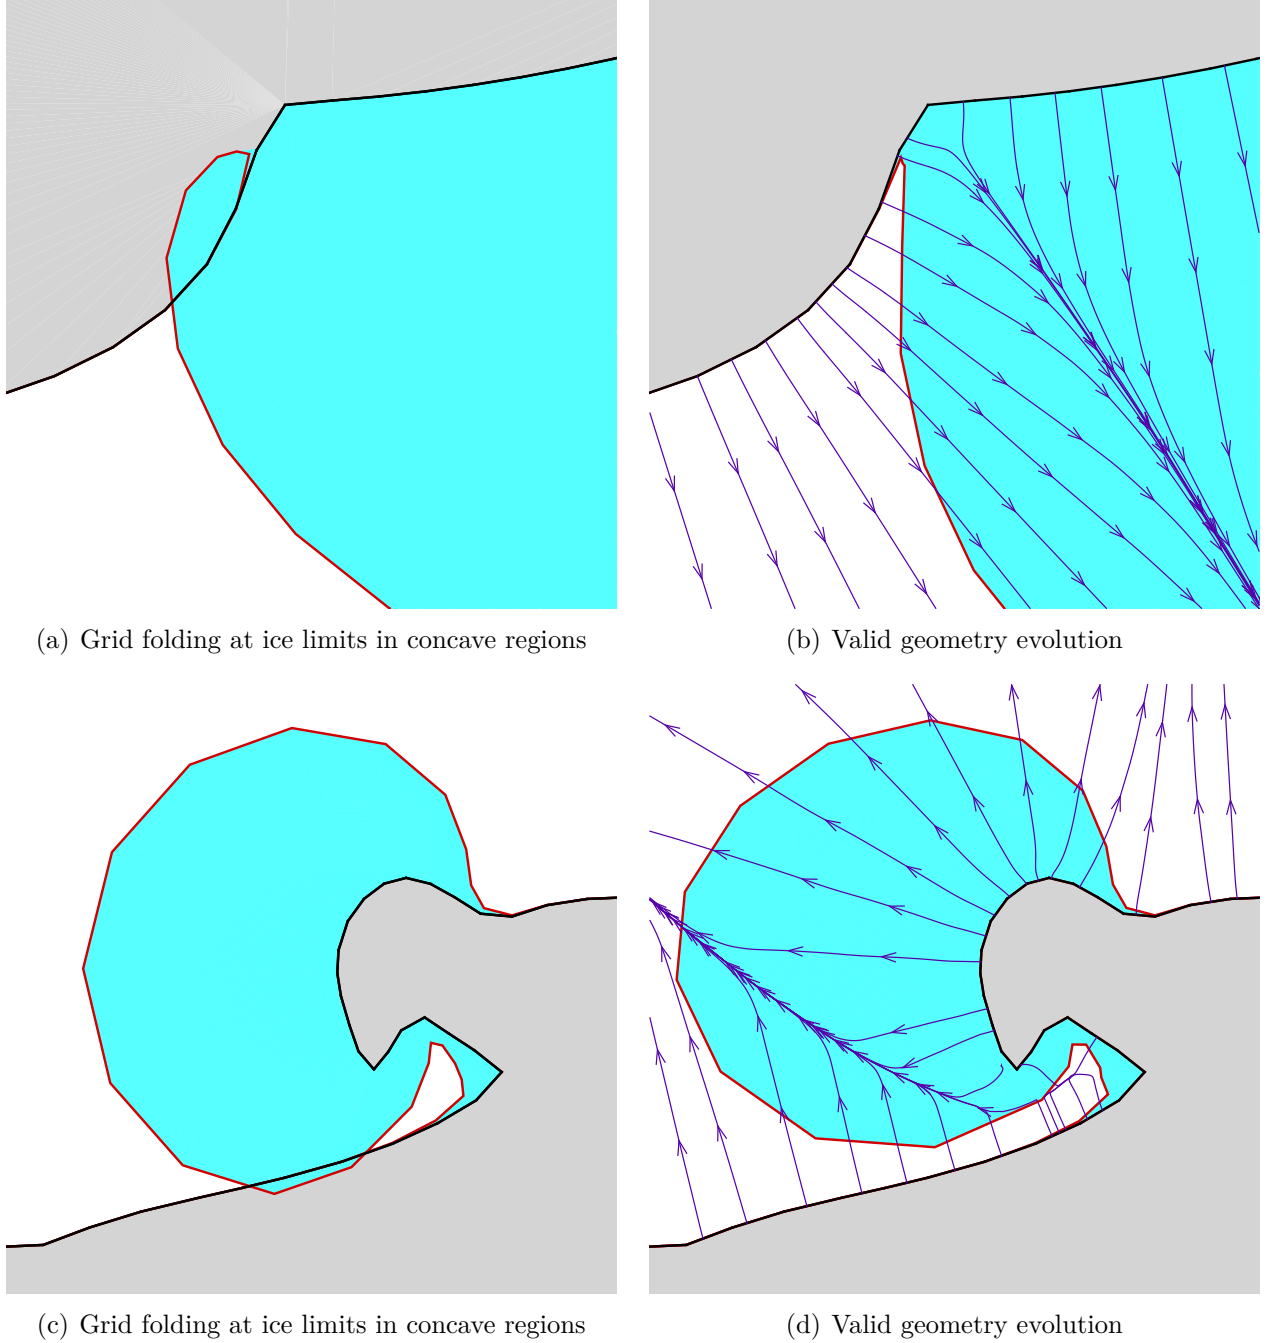 (a) Grid folding at ice limits in concave regions
(b) Valid geometry evolution
(c) Grid folding at ice limits in concave regions
(d) Valid geometry evolution